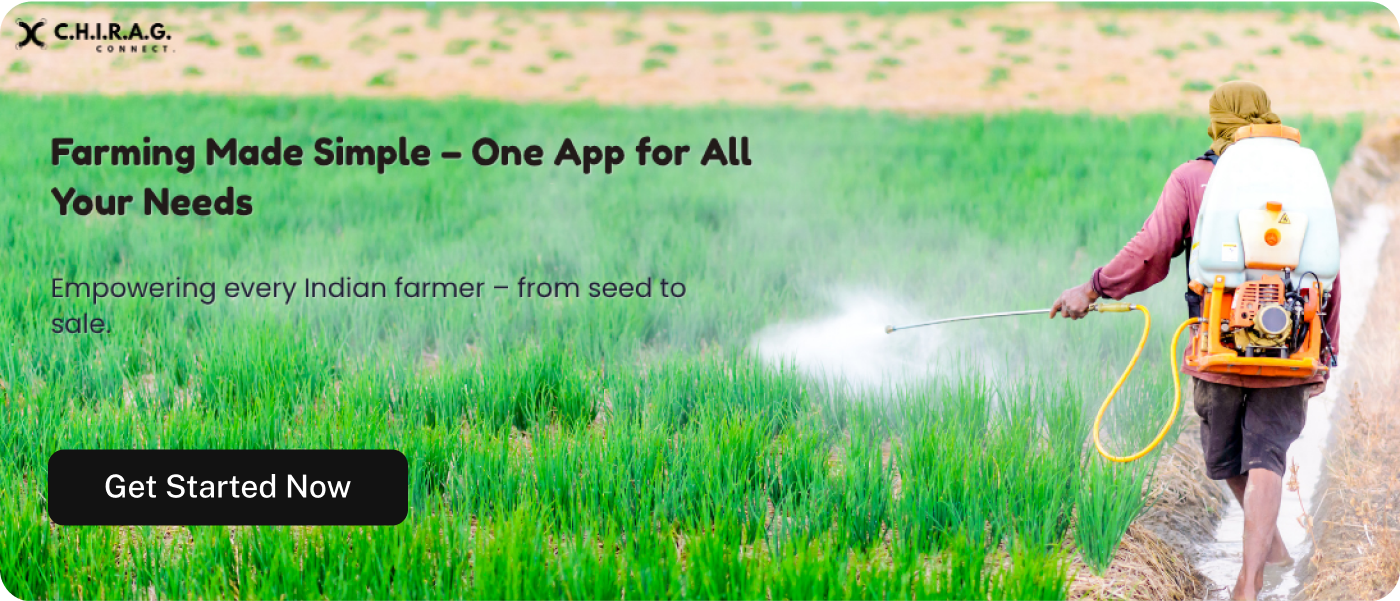 C.H.I.R.A.G.
CONNECT.
Farming Made Simple – One App for All
Your Needs
Empowering every Indian farmer – from seed to
sale.
Get Started Now